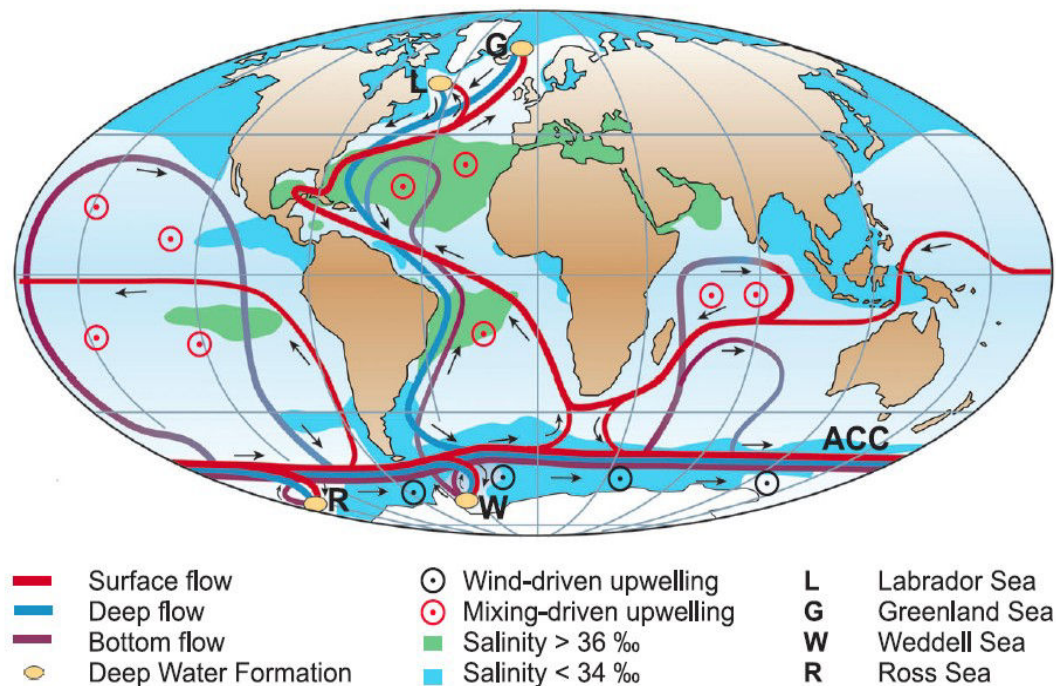 G
L
ACC
R
W
Surface flow
Deep flow
Bottom flow
Deep Water Formation
Wind-driven upwelling
Mixing-driven upwelling
Salinity > 36 ‰
Salinity < 34 ‰
L Labrador Sea
G Greenland Sea
W Weddell Sea
R Ross Sea